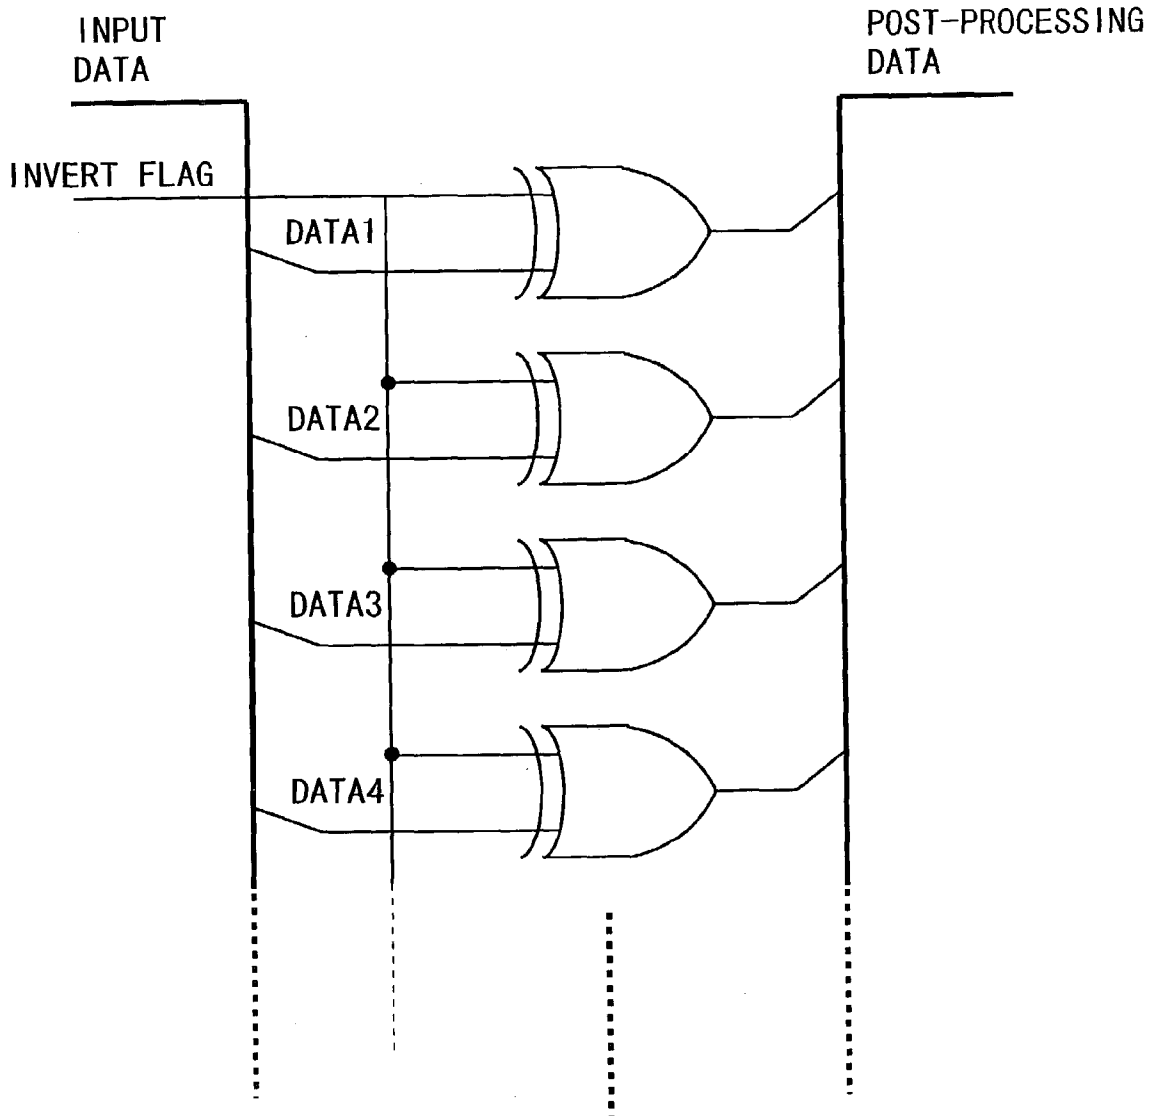 INPUT
DATA
POST-PROCESSING
DATA
INVERT FLAG
DATA1
DATA2
DATA3
DATA4